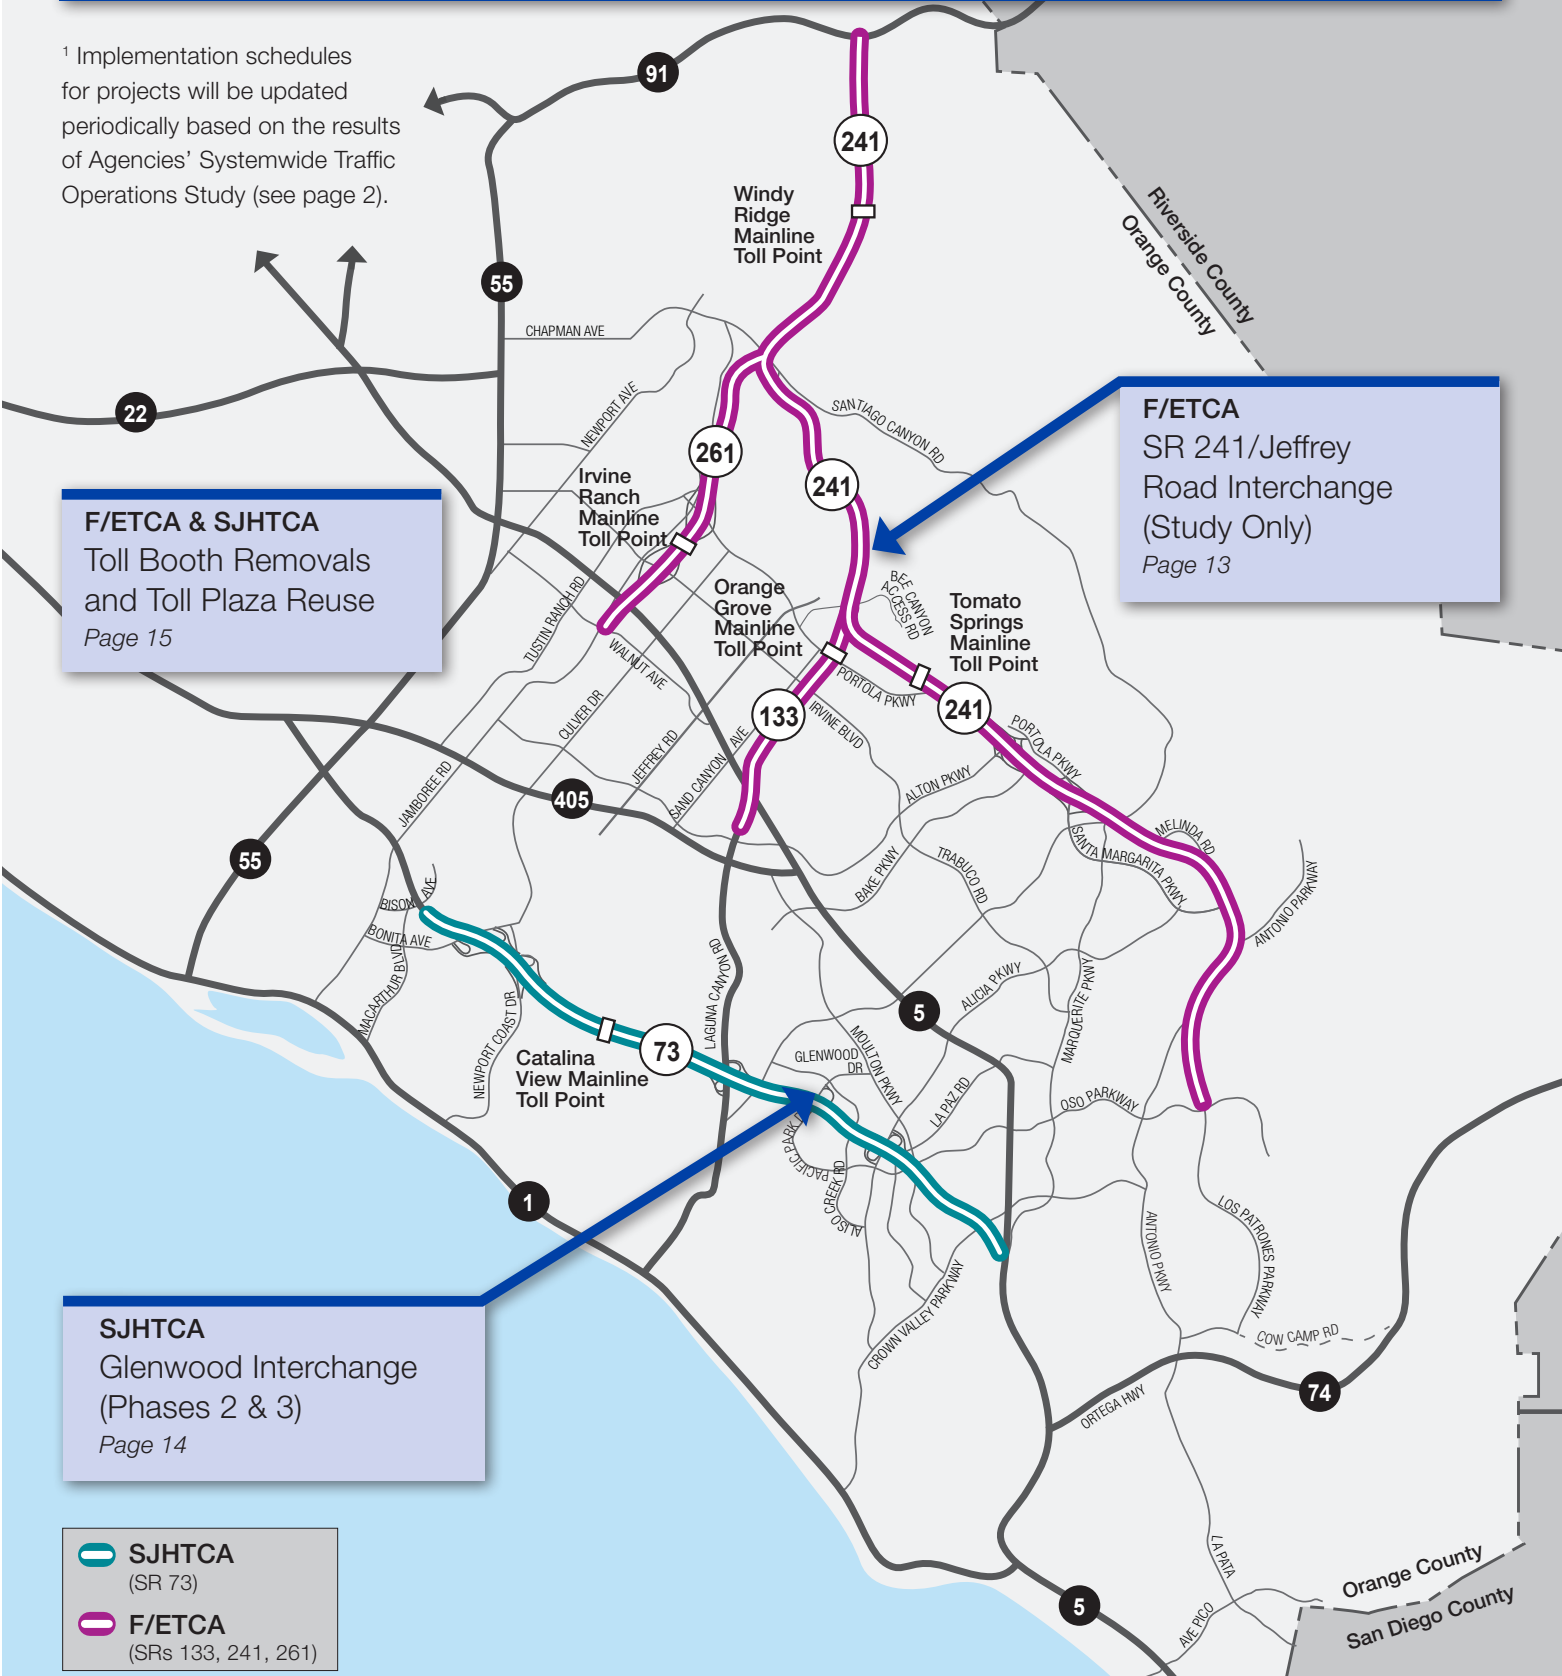 ¹ Implementation schedules
for projects will be updated
periodically based on the results
of Agencies’ Systemwide Traffic
Operations Study (see page 2).
91
241
Windy
Ridge
Mainline
Toll Point
Riverside County
Orange County
55
CHAPMAN AVE
22
NEWPORT AVE
SANTIAGO CANYON RD
261
241
F/ETCA
SR 241/Jeffrey
Road Interchange
(Study Only)
Page 13
Irvine
Ranch
Mainline
Toll Point
F/ETCA & SJHTCA
Toll Booth Removals
and Toll Plaza Reuse
Page 15
Orange
Grove
Mainline
Toll Point
BEE CANYON
ACCESS RD
Tomato
Springs
Mainline
Toll Point
TUSTIN RANCH RD
WALNUT AVE
PORTOLA PKWY
CULVER DR
133
IRVINE BLVD
241
PORTOLA PKWY
JEFFREY RD
SAND CANYON AVE
ALTON PKWY
JAMBOREE RD
405
55
MELINDA RD
SANTA MARGARITA PKWY
BAKE PKWY
TRABUCO RD
ANTONIO PARKWAY
BISON AVE
BONITA AVE
MACARTHUR BLVD
NEWPORT COAST DR
LAGUNA CANYON RD
ALICIA PKWY
MARGUERITE PKWY
5
73
Catalina
View Mainline
Toll Point
GLENWOOD
DR
MOULTON PKWY
LA PAZ RD
OSO PARKWAY
PACIFIC PARK D
ALISO CREEK RD
1
LOS PATRONES PARKWAY
ANTONIO PKWY
CROWN VALLEY PARKWAY
COW CAMP RD
SJHTCA
Glenwood Interchange
(Phases 2 & 3)
Page 14
74
ORTEGA HWY
SJHTCA
(SR 73)
F/ETCA
(SRs 133, 241, 261)
LA PATA
AVE PICO
5
Orange County
San Diego County